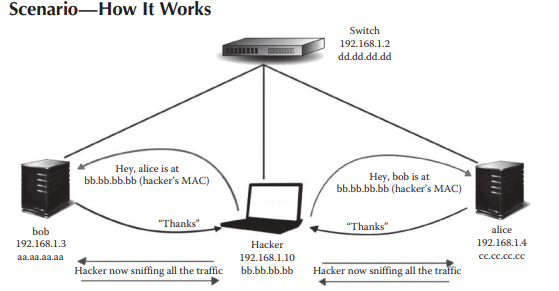 Scenario—How It Works
Switch
192.168.1.2
dd.dd.dd.dd
Hey, alice is at
bb.bb.bb.bb (hacker's MAC)
Hey, bob is at
bb.bb.bb.bb (hacker's MAC)
"Thanks"
"Thanks"
bob
192.168.1.3
aa.aa.aa.aa
Hacker
192.168.1.10
bb.bb.bb.bb
alice
192.168.1.4
cc.cc.cc.cc
Hacker now sniffing all the traffic
Hacker now sniffing all the traffic